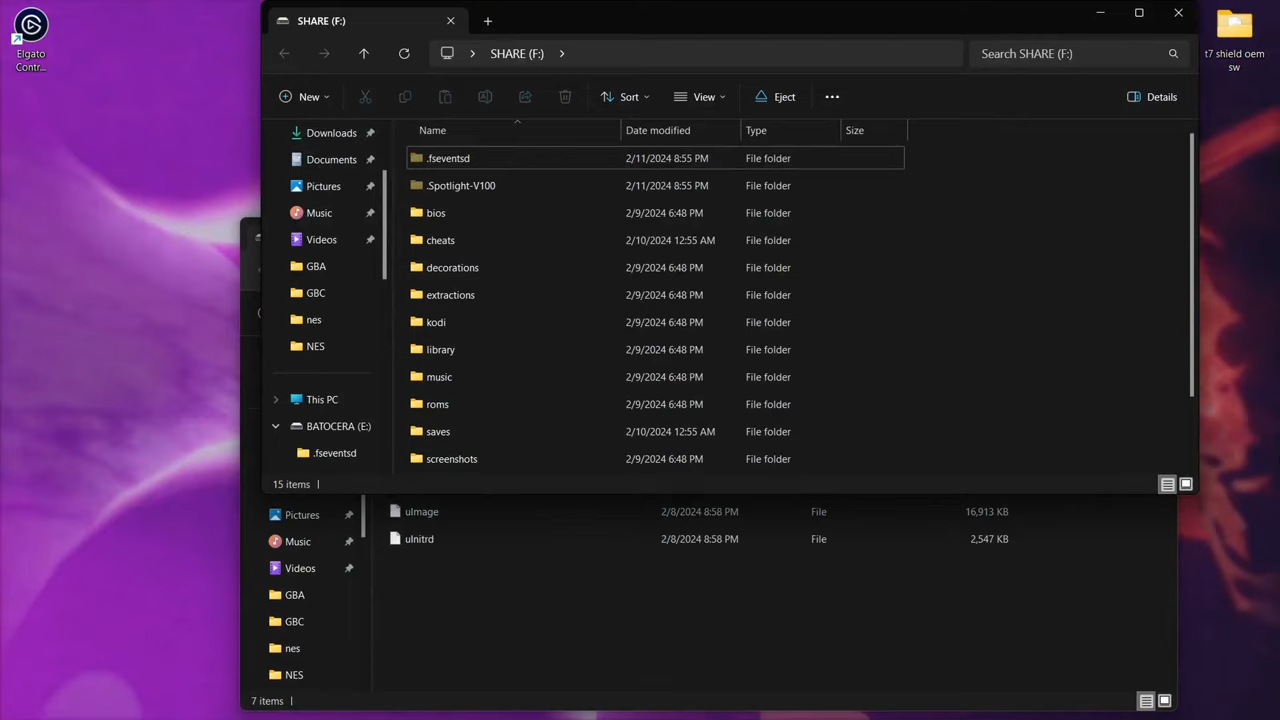 Elgato
Contr...
t7 shield oem
sw
SHARE (F:)
SHARE (F:)
Search SHARE (F:)
New
Sort
View
Eject
Details
Name
Date modified
Type
Size
Downloads
Documents
Pictures
Music
Videos
GBA
GBC
nes
NES
This PC
BATOCERA (E:)
.fseventsd
.fseventsd 2/11/2024 8:55 PM File folder
.Spotlight-V100 2/11/2024 8:55 PM File folder
bios 2/9/2024 6:48 PM File folder
cheats 2/10/2024 12:55 AM File folder
decorations 2/9/2024 6:48 PM File folder
extractions 2/9/2024 6:48 PM File folder
kodi 2/9/2024 6:48 PM File folder
library 2/9/2024 6:48 PM File folder
music 2/9/2024 6:48 PM File folder
roms 2/9/2024 6:48 PM File folder
saves 2/10/2024 12:55 AM File folder
screenshots 2/9/2024 6:48 PM File folder
15 items
Pictures
Music
Videos
GBA
GBC
nes
NES
uImage 2/8/2024 8:58 PM File 16,913 KB
uInitrd 2/8/2024 8:58 PM File 2,547 KB
7 items